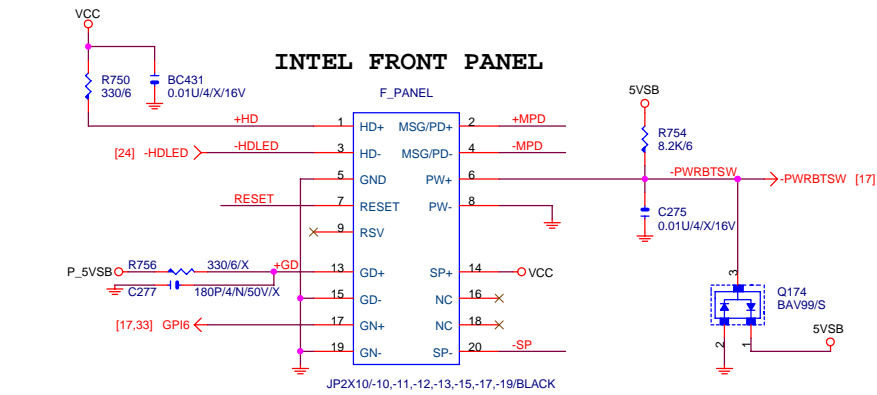 VCC
INTEL FRONT PANEL
R750
330/6
BC431
0.01U/4/X/16V
F_PANEL
5VSB
+HD 1 HD+ MSG/PD+ 2 +MPD
R754
8.2K/6
[24] -HDLED -HDLED 3 HD- MSG/PD- 4 -MPD
5 GND PW+ 6 -PWRBTSW -PWRBTSW [17]
RESET 7 RESET PW- 8
C275
0.01U/4/X/16V
9 RSV
P_5VSB R756 330/6/X +GD 13 GD+ SP+ 14 VCC
C277 180P/4/N/50V/X
3
15 GD- NC 16
Q174
BAV99/S
[17,33] GPI6 17 GN+ NC 18
5VSB
19 GN- SP- 20 -SP
2 1
JP2X10/-10,-11,-12,-13,-15,-17,-19/BLACK